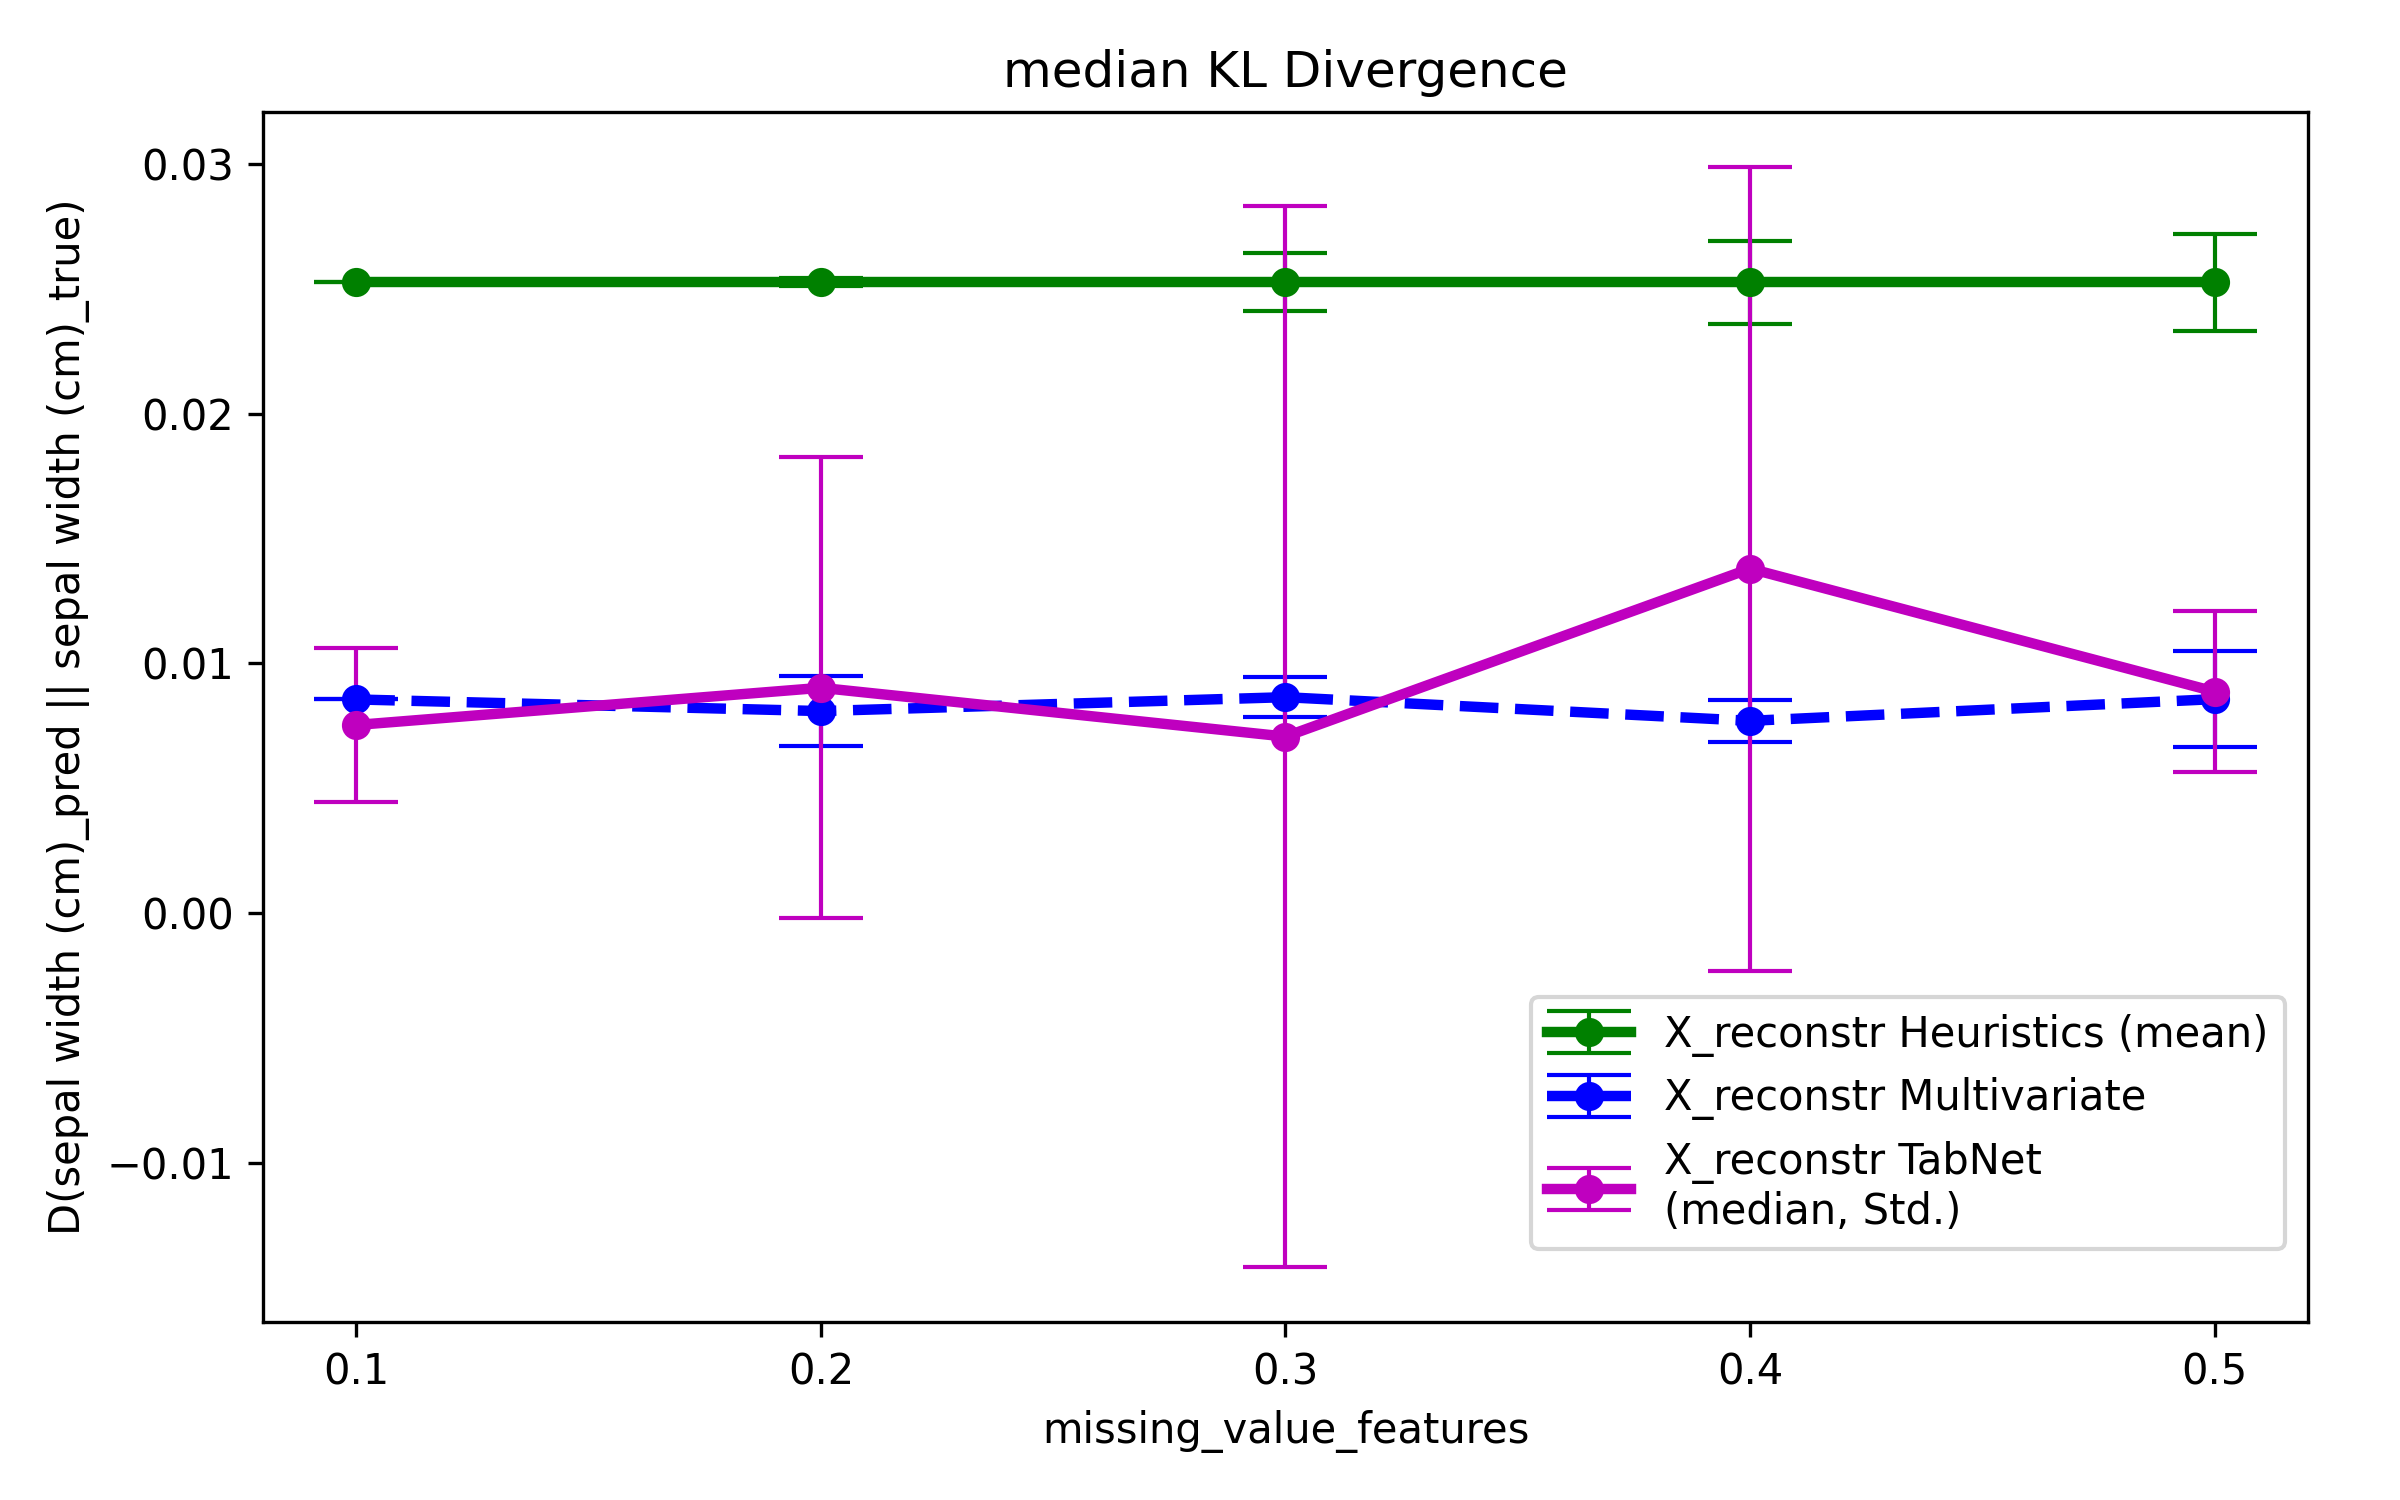 median KL Divergence
D(sepal width (cm)_pred || sepal width (cm)_true)
0.03
0.02
0.01
0.00
−0.01
0.1 0.2 0.3 0.4 0.5
missing_value_features
X_reconstr Heuristics (mean)
X_reconstr Multivariate
X_reconstr TabNet
(median, Std.)